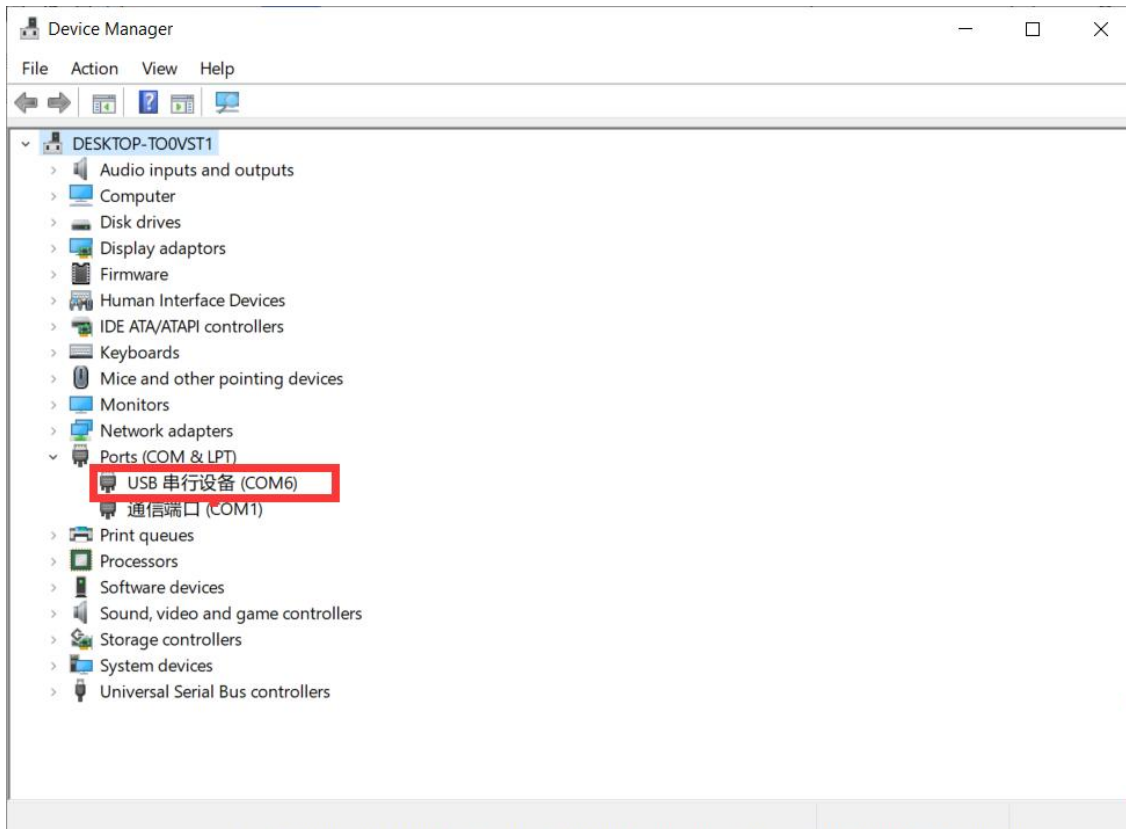 Device Manager
File Action View Help
DESKTOP-TO0VST1
Audio inputs and outputs
Computer
Disk drives
Display adaptors
Firmware
Human Interface Devices
IDE ATA/ATAPI controllers
Keyboards
Mice and other pointing devices
Monitors
Network adapters
Ports (COM & LPT)
USB 串行设备 (COM6)
通信端口 (COM1)
Print queues
Processors
Software devices
Sound, video and game controllers
Storage controllers
System devices
Universal Serial Bus controllers